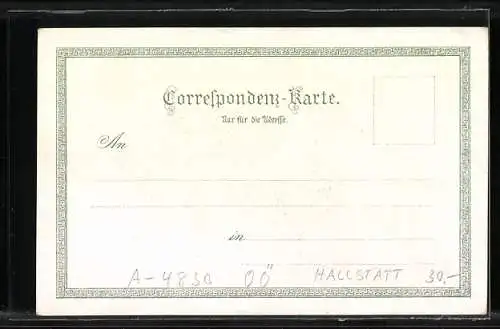 Correſpondenz-Karte.
Nur für die Adreſſe.
An
in
A-4830 OÖ HALLSTATT 30.-